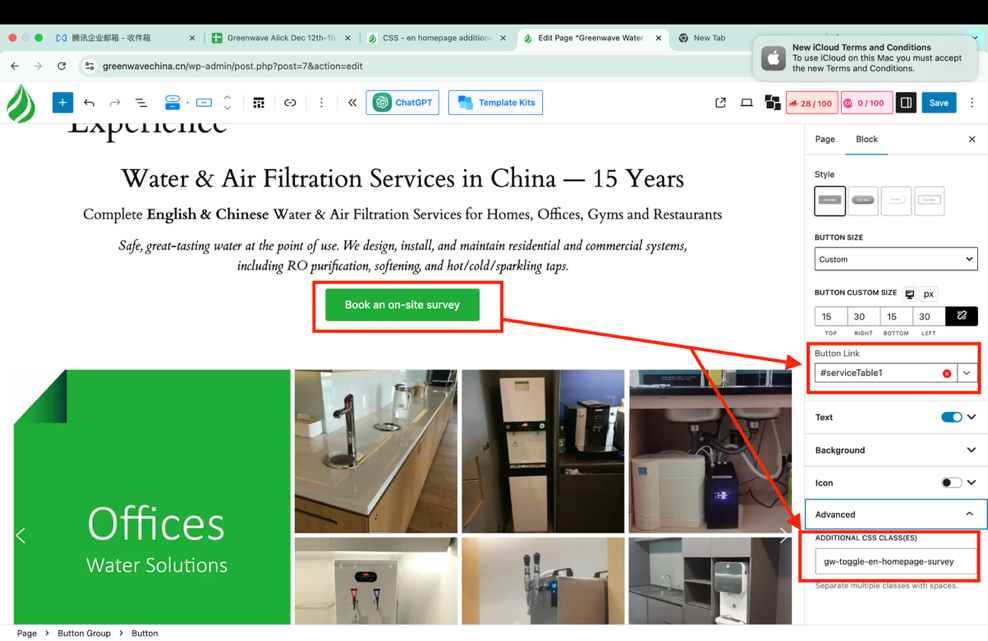 腾讯企业邮箱 - 收件箱
Greenwave Alick Dec 12th-19
CSS - en homepage additiona
Edit Page "Greenwave Water
New Tab
New iCloud Terms and Conditions
To use iCloud on this Mac you must accept
the new Terms and Conditions.
greenwavechina.cn/wp-admin/post.php?post=7&action=edit
ChatGPT
Template Kits
28 / 100
0 / 100
Save
Experience
Water & Air Filtration Services in China — 15 Years
Complete English & Chinese Water & Air Filtration Services for Homes, Offices, Gyms and Restaurants
Safe, great-tasting water at the point of use. We design, install, and maintain residential and commercial systems,
including RO purification, softening, and hot/cold/sparkling taps.
Book an on-site survey
Offices
Water Solutions
Page
Block
Style
BUTTON SIZE
Custom
BUTTON CUSTOM SIZE
px
15 30 15 30
TOP RIGHT BOTTOM LEFT
Button Link
#serviceTable1
Text
Background
Icon
Advanced
ADDITIONAL CSS CLASS(ES)
gw-toggle-en-homepage-survey
Separate multiple classes with spaces.
Page > Button Group > Button